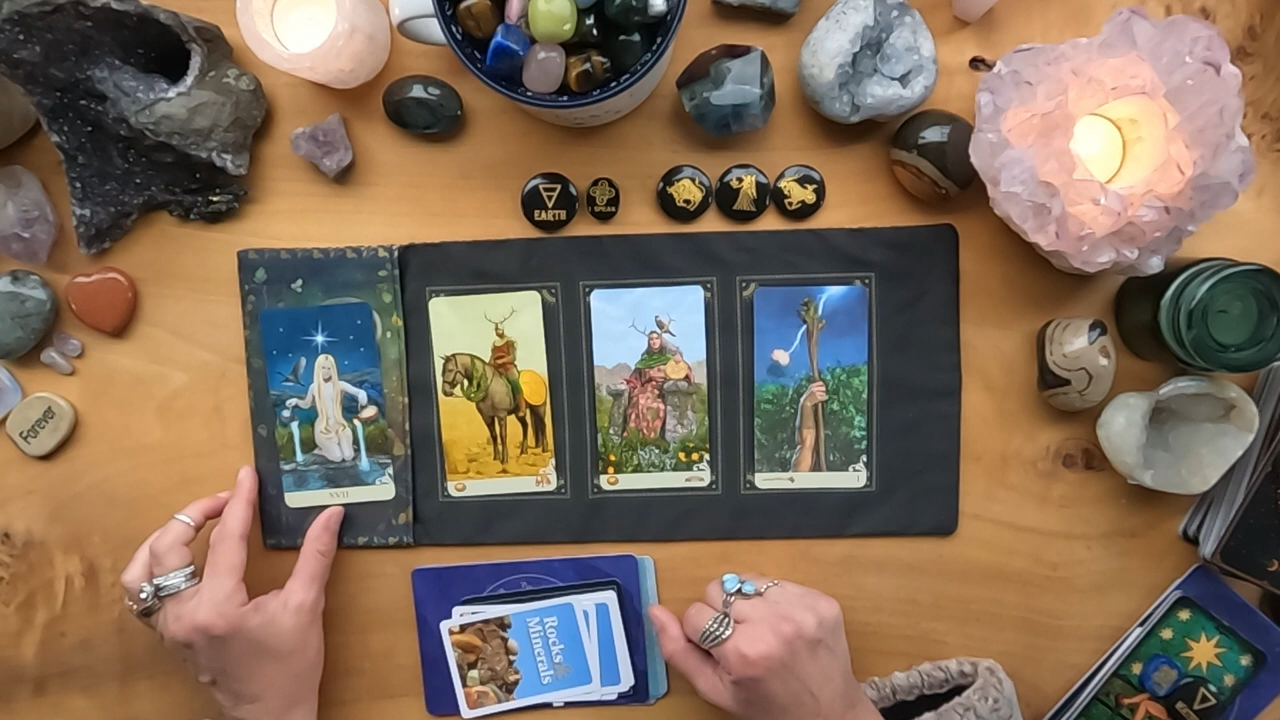 EARTH
I SPEAK
XVII
I
Forever
Rocks &
Minerals